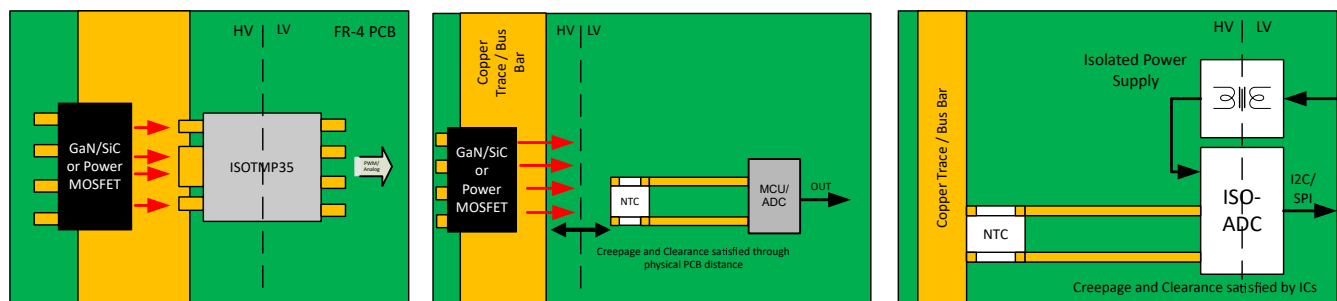 HV
LV
FR-4 PCB
GaN/SiC
or Power
MOSFET
ISOTMP35
PWM/
Analog
Copper
Trace / Bus
Bar
HV
LV
GaN/SiC
or
Power
MOSFET
NTC
MCU/
ADC
OUT
Creepage and Clearance satisfied through
physical PCB distance
Copper Trace / Bus Bar
HV
LV
Isolated Power
Supply
NTC
ISO-
ADC
I2C/
SPI
Creepage and Clearance satisfied by ICs